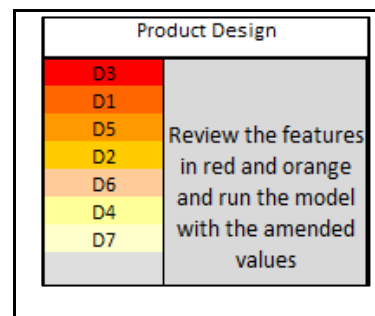 Product Design
D3
D1
D5
D2
D6
D4
D7
Review the features
in red and orange
and run the model
with the amended
values